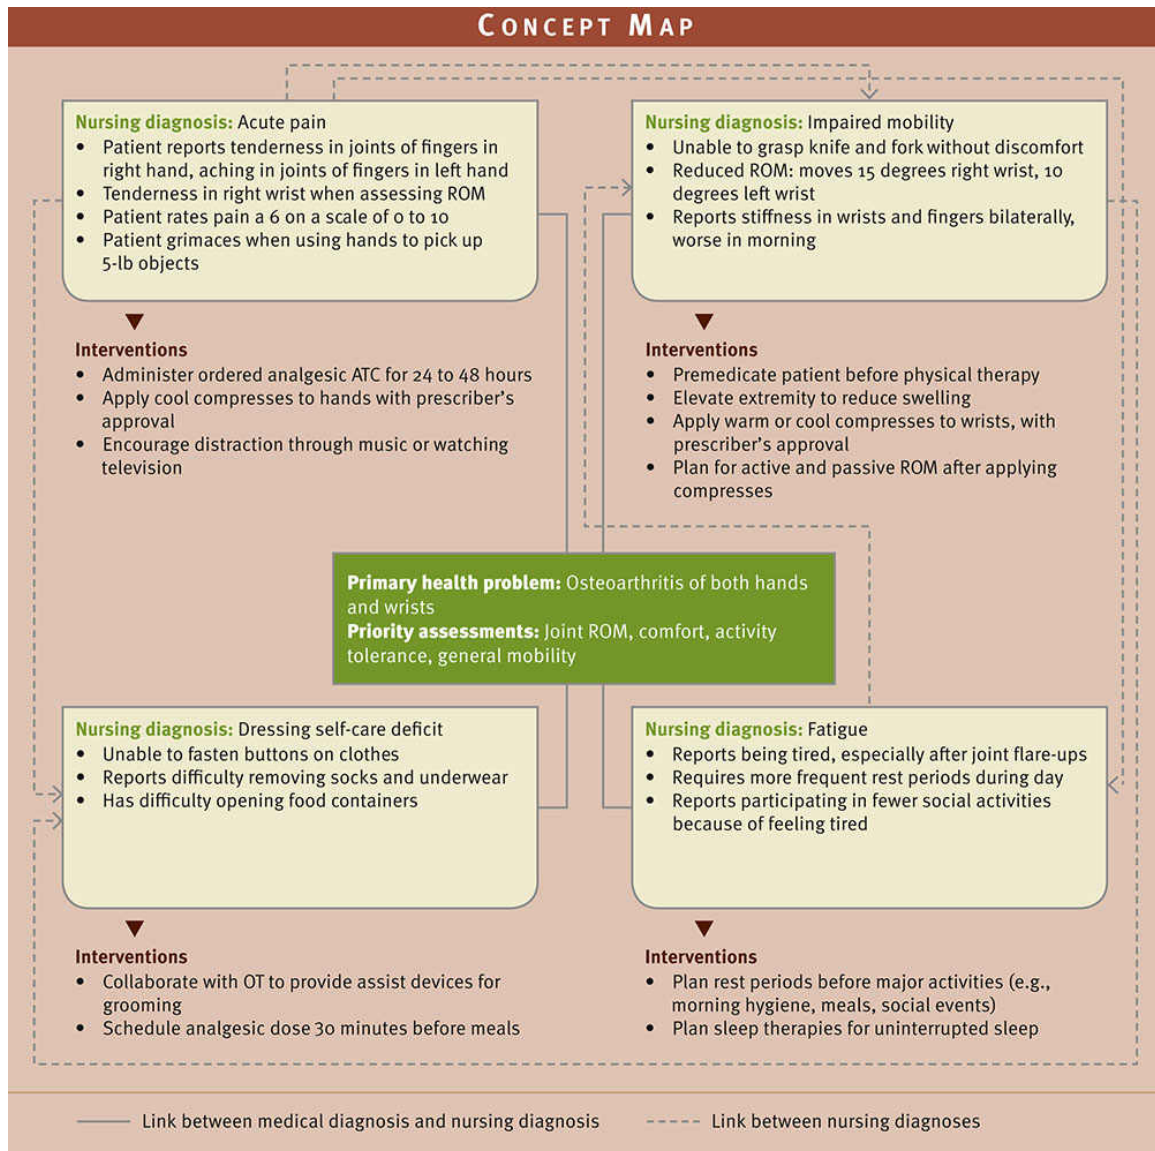 CONCEPT MAP
Nursing diagnosis: Acute pain
• Patient reports tenderness in joints of fingers in
right hand, aching in joints of fingers in left hand
• Tenderness in right wrist when assessing ROM
• Patient rates pain a 6 on a scale of 0 to 10
• Patient grimaces when using hands to pick up
5-lb objects
Interventions
• Administer ordered analgesic ATC for 24 to 48 hours
• Apply cool compresses to hands with prescriber's
approval
• Encourage distraction through music or watching
television
Nursing diagnosis: Impaired mobility
• Unable to grasp knife and fork without discomfort
• Reduced ROM: moves 15 degrees right wrist, 10
degrees left wrist
• Reports stiffness in wrists and fingers bilaterally,
worse in morning
Interventions
• Premedicate patient before physical therapy
• Elevate extremity to reduce swelling
• Apply warm or cool compresses to wrists, with
prescriber's approval
• Plan for active and passive ROM after applying
compresses
Primary health problem: Osteoarthritis of both hands
and wrists
Priority assessments: Joint ROM, comfort, activity
tolerance, general mobility
Nursing diagnosis: Dressing self-care deficit
• Unable to fasten buttons on clothes
• Reports difficulty removing socks and underwear
• Has difficulty opening food containers
Interventions
• Collaborate with OT to provide assist devices for
grooming
• Schedule analgesic dose 30 minutes before meals
Nursing diagnosis: Fatigue
• Reports being tired, especially after joint flare-ups
• Requires more frequent rest periods during day
• Reports participating in fewer social activities
because of feeling tired
Interventions
• Plan rest periods before major activities (e.g.,
morning hygiene, meals, social events)
• Plan sleep therapies for uninterrupted sleep
Link between medical diagnosis and nursing diagnosis
Link between nursing diagnoses